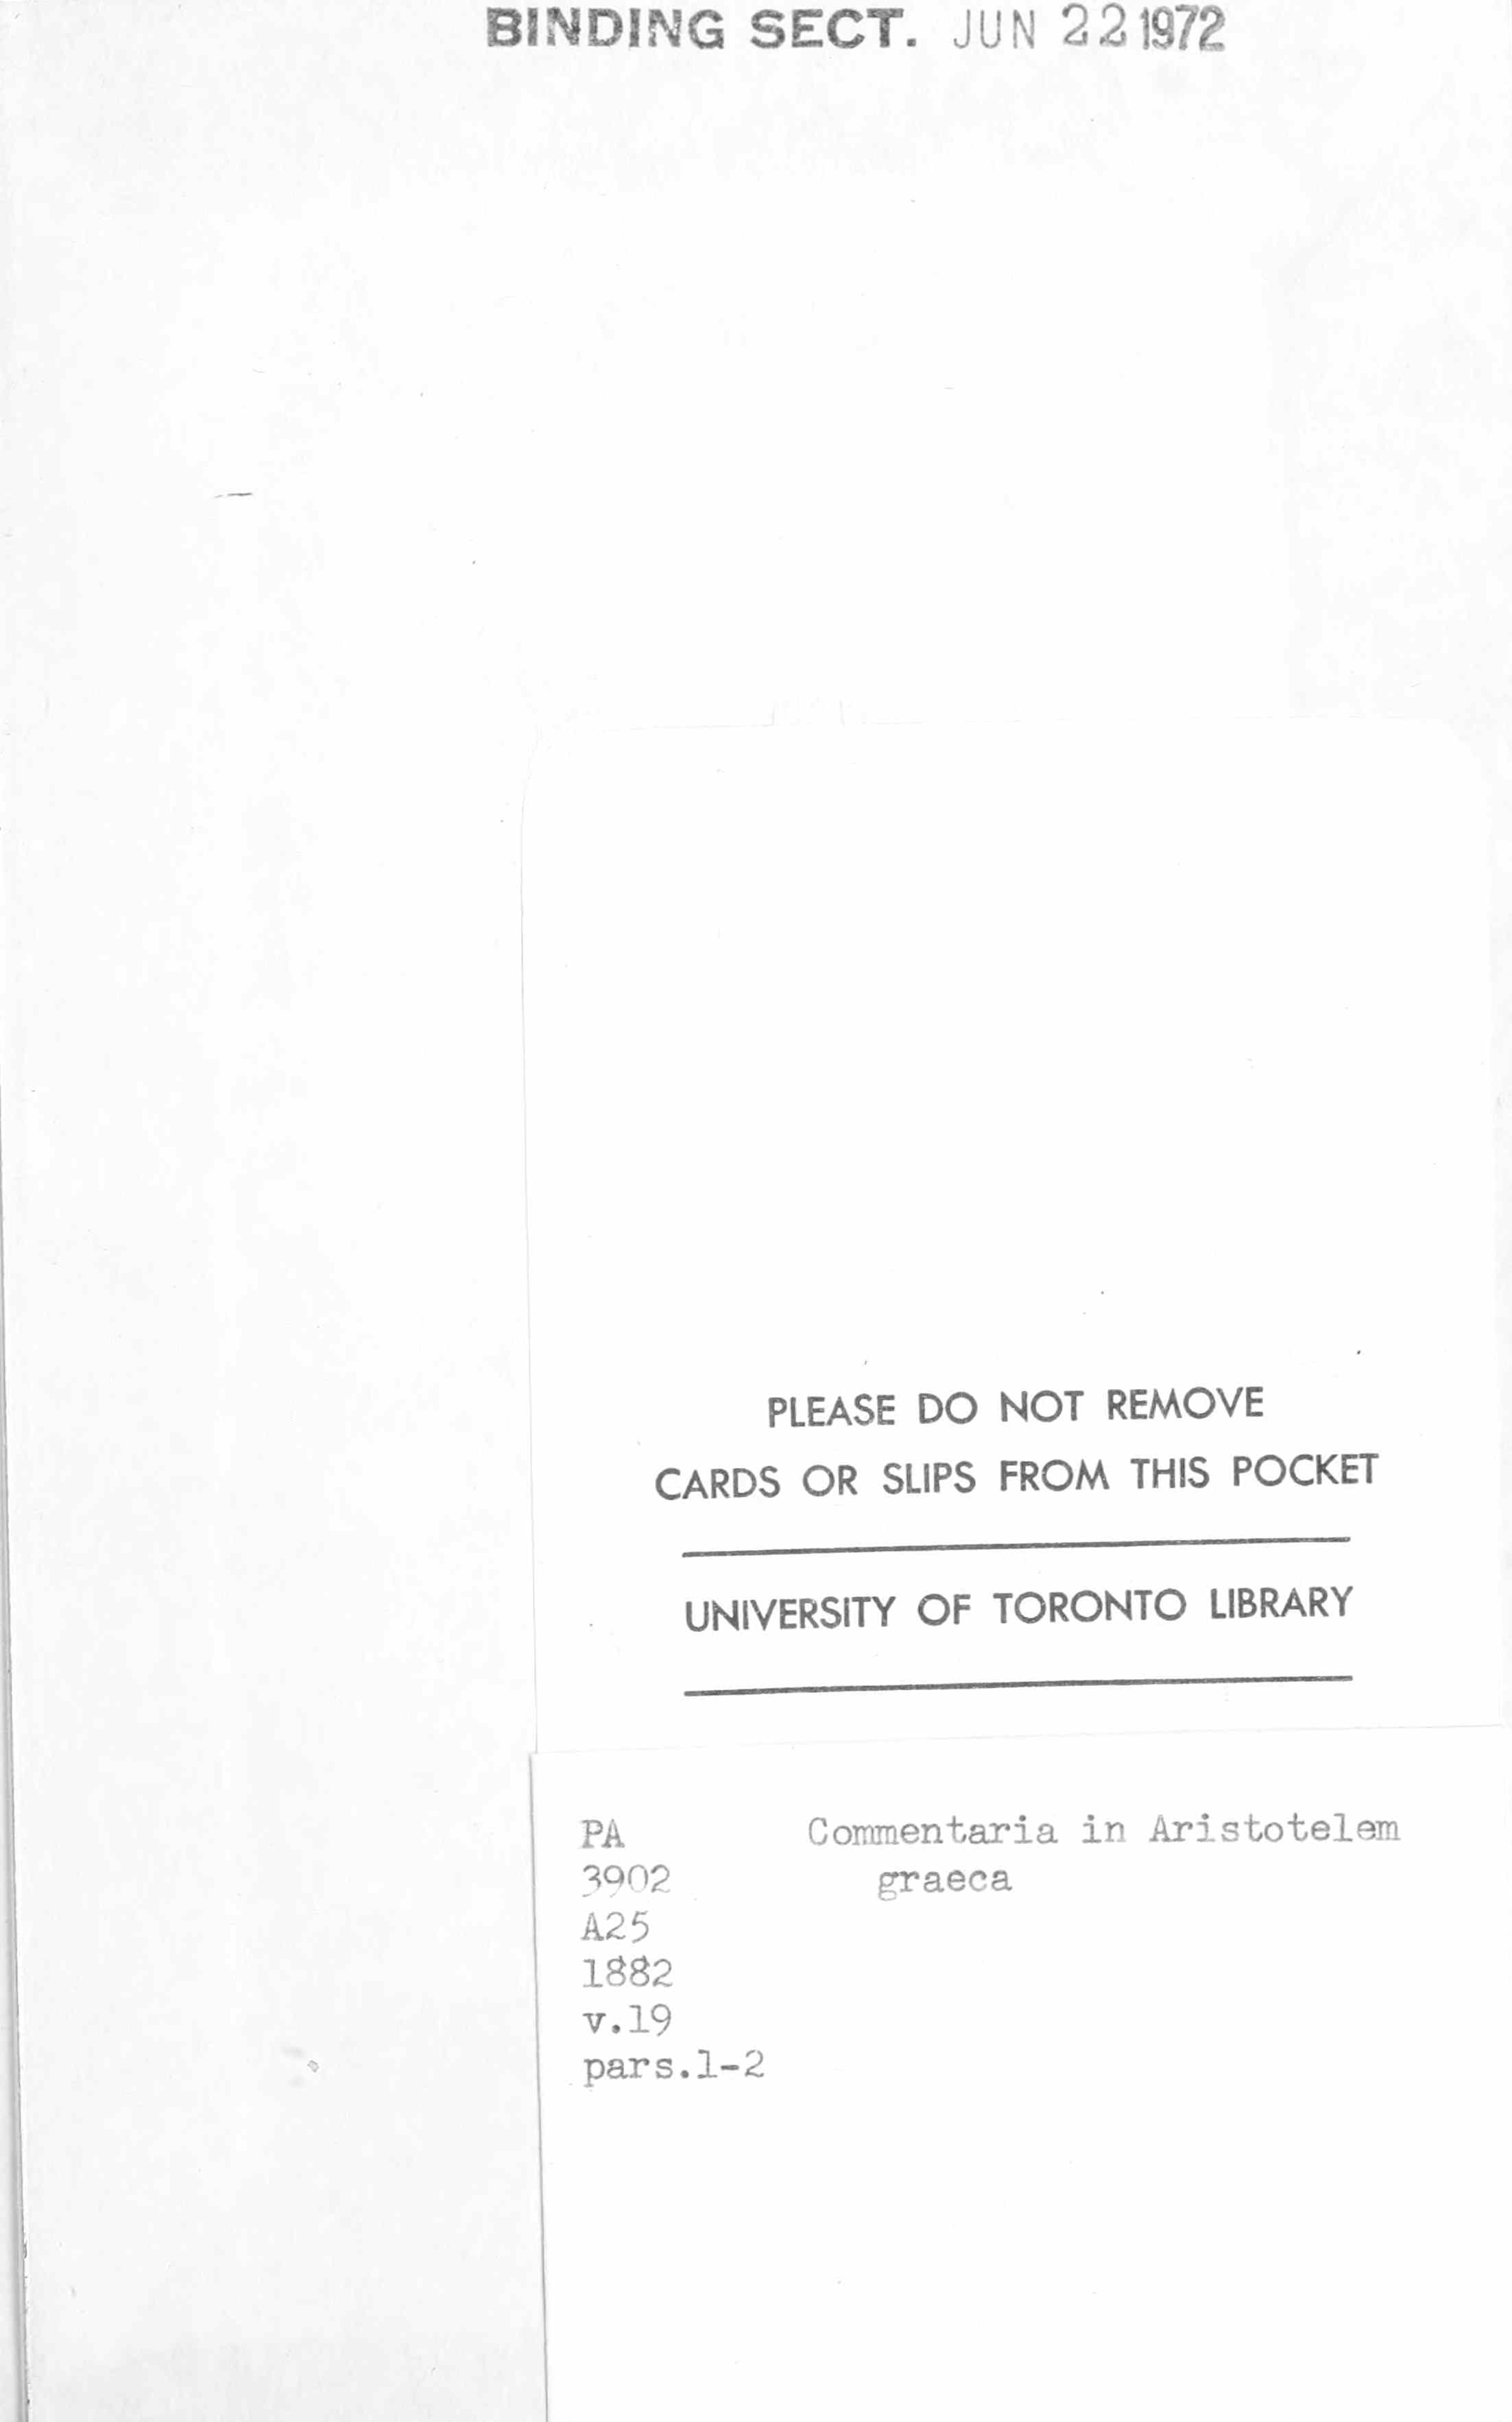 BINDING SECT. JUN 22 1972
PLEASE DO NOT REMOVE
CARDS OR SLIPS FROM THIS POCKET
UNIVERSITY OF TORONTO LIBRARY
PA Commentaria in Aristotelem
3902 graeca
A25
1882
v.19
pars.1-2